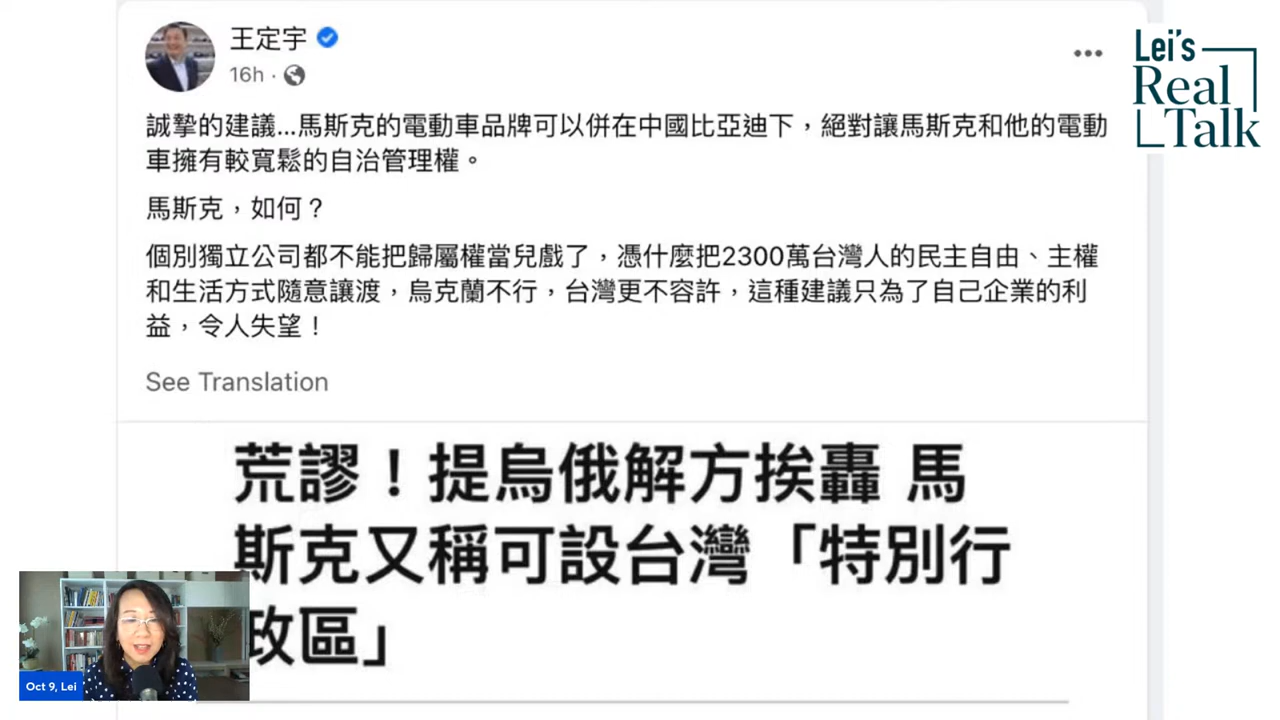 王定宇
16h ·
Lei's
Real
Talk
誠摯的建議...馬斯克的電動車品牌可以併在中國比亞迪下，絕對讓馬斯克和他的電動
車擁有較寬鬆的自治管理權。
馬斯克，如何？
個別獨立公司都不能把歸屬權當兒戲了，憑什麼把2300萬台灣人的民主自由、主權
和生活方式隨意讓渡，烏克蘭不行，台灣更不容許，這種建議只為了自己企業的利
益，令人失望！
See Translation
荒謬！提烏俄解方挨轟 馬
斯克又稱可設台灣「特別行
政區」
Oct 9, Lei